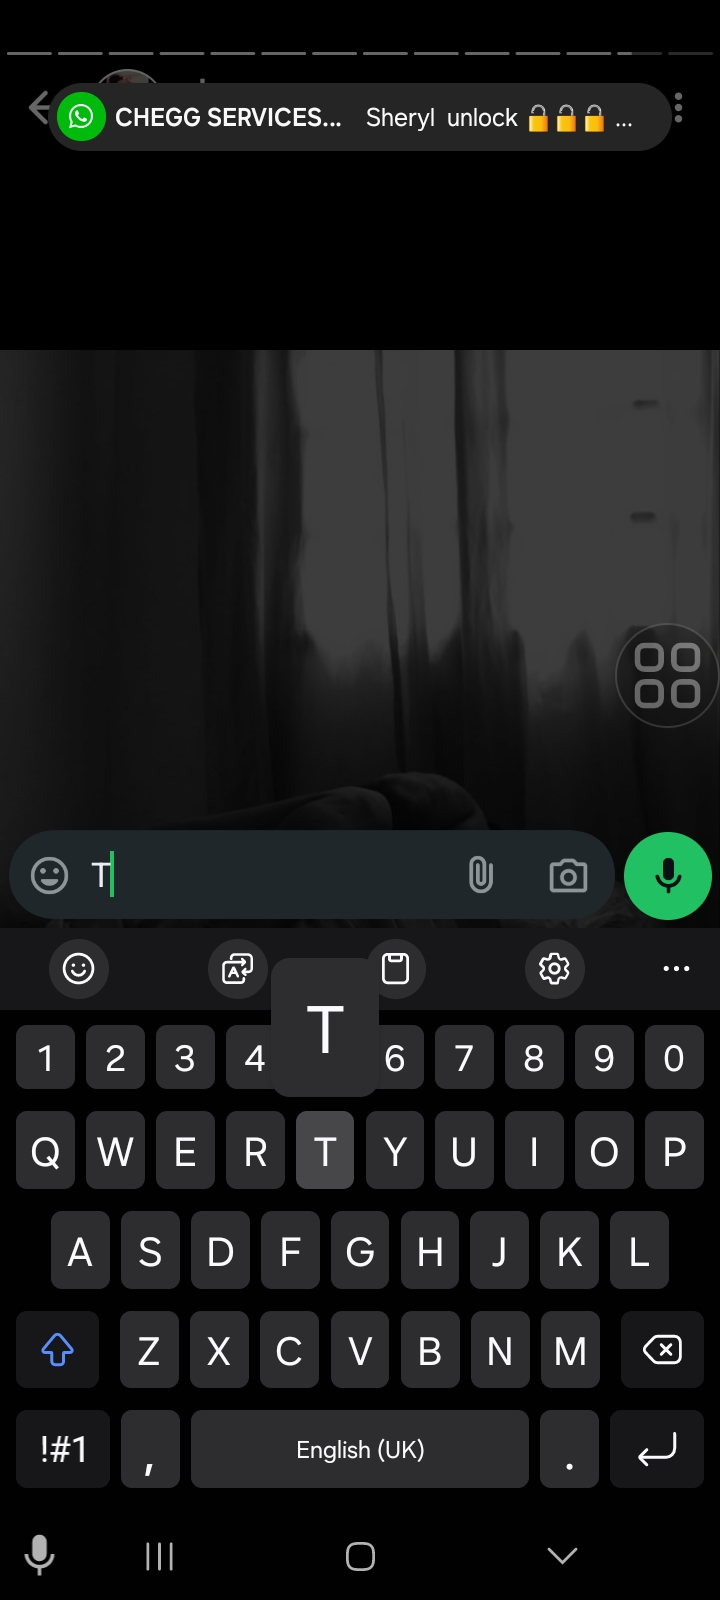 CHEGG SERVICES... Sheryl unlock 🔓🔓🔓 ...
T
T
1 2 3 4 6 7 8 9 0
Q W E R T Y U I O P
A S D F G H J K L
Z X C V B N M
!#1 , English (UK) .